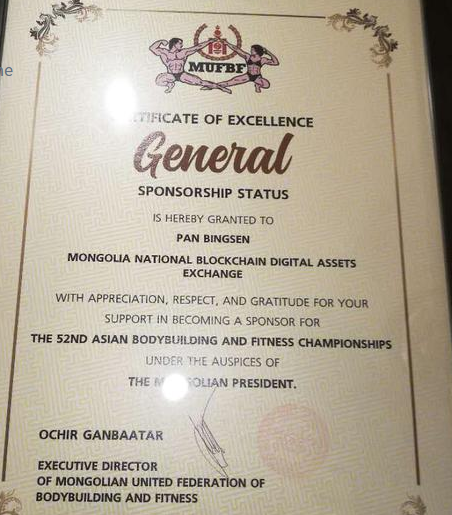 MUFBF
CERTIFICATE OF EXCELLENCE
General
SPONSORSHIP STATUS
IS HEREBY GRANTED TO
PAN BINGSEN
MONGOLIA NATIONAL BLOCKCHAIN DIGITAL ASSETS
EXCHANGE
WITH APPRECIATION, RESPECT, AND GRATITUDE FOR YOUR
SUPPORT IN BECOMING A SPONSOR FOR
THE 52ND ASIAN BODYBUILDING AND FITNESS CHAMPIONSHIPS
UNDER THE AUSPICES OF
THE MONGOLIAN PRESIDENT.
OCHIR GANBAATAR
EXECUTIVE DIRECTOR
OF MONGOLIAN UNITED FEDERATION OF
BODYBUILDING AND FITNESS